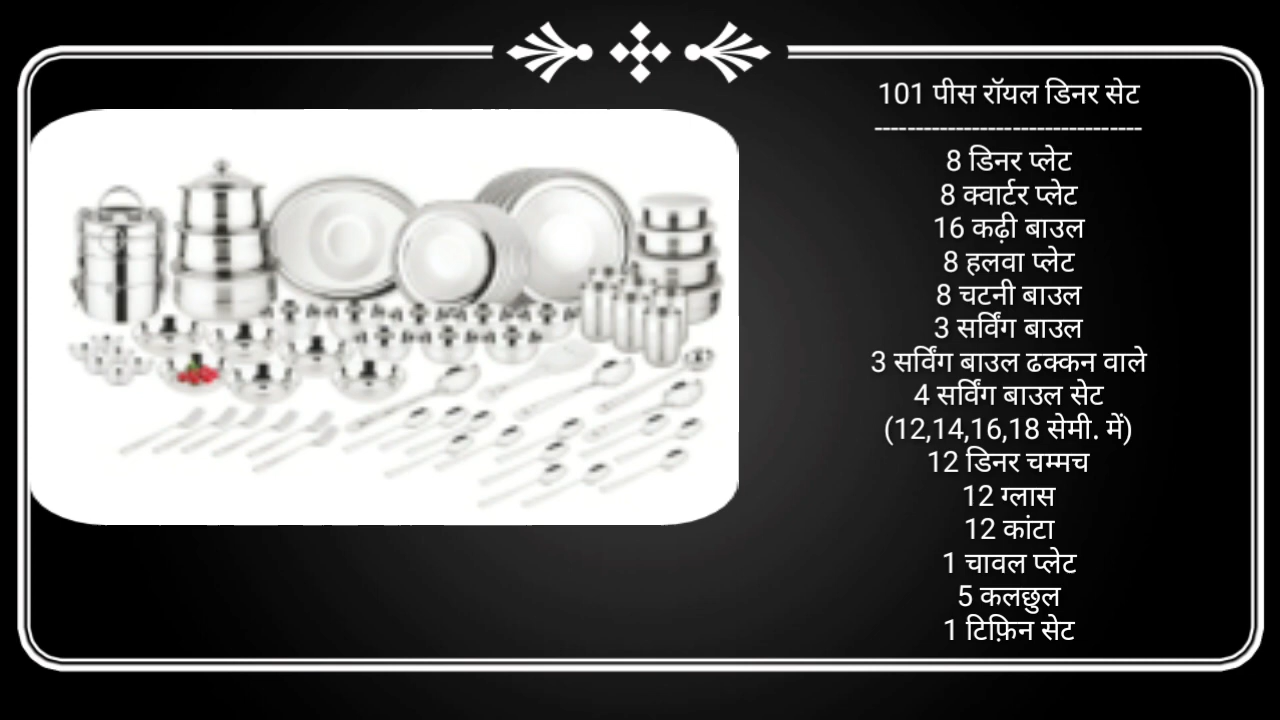 101 पीस रॉयल डिनर सेट
--------------------------------
8 डिनर प्लेट
8 क्वार्टर प्लेट
16 कढ़ी बाउल
8 हलवा प्लेट
8 चटनी बाउल
3 सर्विंग बाउल
3 सर्विंग बाउल ढक्कन वाले
4 सर्विंग बाउल सेट
(12,14,16,18 सेमी. में)
12 डिनर चम्मच
12 ग्लास
12 कांटा
1 चावल प्लेट
5 कलछुल
1 टिफ़िन सेट